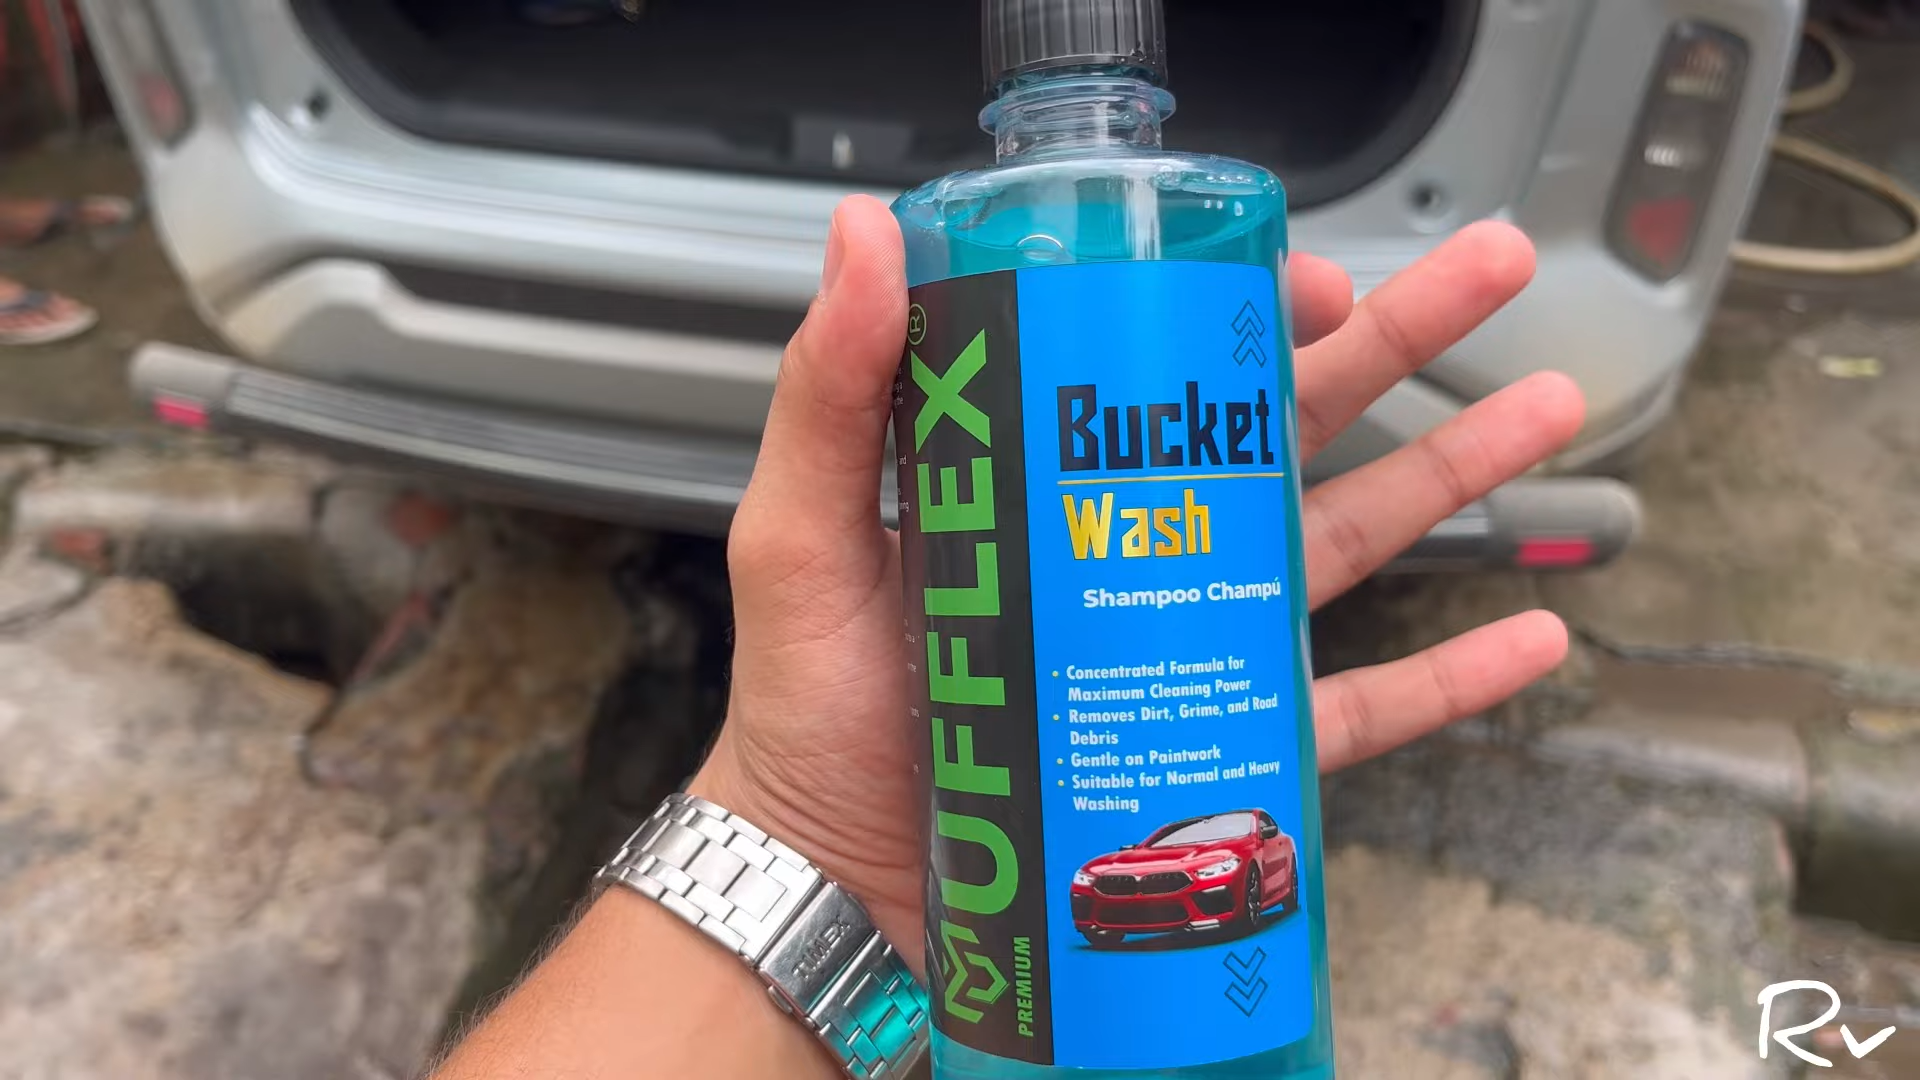 MUFFLEX®
PREMIUM
Bucket
Wash
Shampoo Champú
• Concentrated Formula for
Maximum Cleaning Power
• Removes Dirt, Grime, and Road
Debris
• Gentle on Paintwork
• Suitable for Normal and Heavy
Washing
TIMEX
Rv